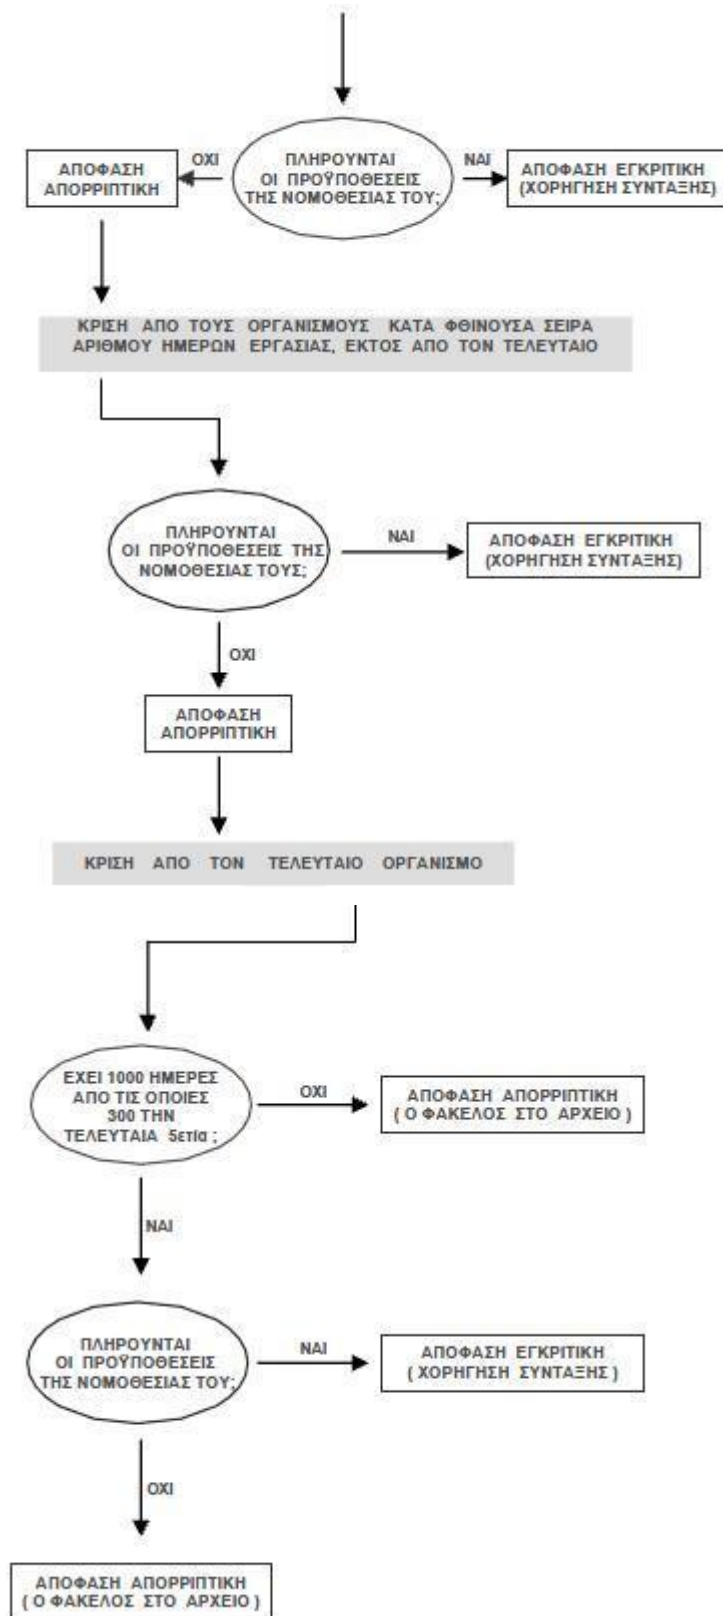 ΠΛΗΡΟΥΝΤΑΙ
ΟΙ ΠΡΟΫΠΟΘΕΣΕΙΣ
ΤΗΣ ΝΟΜΟΘΕΣΙΑΣ ΤΟΥ;
ΟΧΙ
ΝΑΙ
ΑΠΟΦΑΣΗ
ΑΠΟΡΡΙΠΤΙΚΗ
ΑΠΟΦΑΣΗ ΕΓΚΡΙΤΙΚΗ
(ΧΟΡΗΓΗΣΗ ΣΥΝΤΑΞΗΣ)
ΚΡΙΣΗ ΑΠΟ ΤΟΥΣ ΟΡΓΑΝΙΣΜΟΥΣ ΚΑΤΑ ΦΘΙΝΟΥΣΑ ΣΕΙΡΑ
ΑΡΙΘΜΟΥ ΗΜΕΡΩΝ ΕΡΓΑΣΙΑΣ, ΕΚΤΟΣ ΑΠΟ ΤΟΝ ΤΕΛΕΥΤΑΙΟ
ΠΛΗΡΟΥΝΤΑΙ
ΟΙ ΠΡΟΫΠΟΘΕΣΕΙΣ ΤΗΣ
ΝΟΜΟΘΕΣΙΑΣ ΤΟΥΣ;
ΝΑΙ
ΑΠΟΦΑΣΗ ΕΓΚΡΙΤΙΚΗ
(ΧΟΡΗΓΗΣΗ ΣΥΝΤΑΞΗΣ)
ΟΧΙ
ΑΠΟΦΑΣΗ
ΑΠΟΡΡΙΠΤΙΚΗ
ΚΡΙΣΗ ΑΠΟ ΤΟΝ ΤΕΛΕΥΤΑΙΟ ΟΡΓΑΝΙΣΜΟ
ΕΧΕΙ 1000 ΗΜΕΡΕΣ
ΑΠΟ ΤΙΣ ΟΠΟΙΕΣ
300 ΤΗΝ
ΤΕΛΕΥΤΑΙΑ 5ετία ;
ΟΧΙ
ΑΠΟΦΑΣΗ ΑΠΟΡΡΙΠΤΙΚΗ
( Ο ΦΑΚΕΛΟΣ ΣΤΟ ΑΡΧΕΙΟ )
ΝΑΙ
ΠΛΗΡΟΥΝΤΑΙ
ΟΙ ΠΡΟΫΠΟΘΕΣΕΙΣ
ΤΗΣ ΝΟΜΟΘΕΣΙΑΣ ΤΟΥ;
ΝΑΙ
ΑΠΟΦΑΣΗ ΕΓΚΡΙΤΙΚΗ
( ΧΟΡΗΓΗΣΗ ΣΥΝΤΑΞΗΣ )
ΟΧΙ
ΑΠΟΦΑΣΗ ΑΠΟΡΡΙΠΤΙΚΗ
( Ο ΦΑΚΕΛΟΣ ΣΤΟ ΑΡΧΕΙΟ )